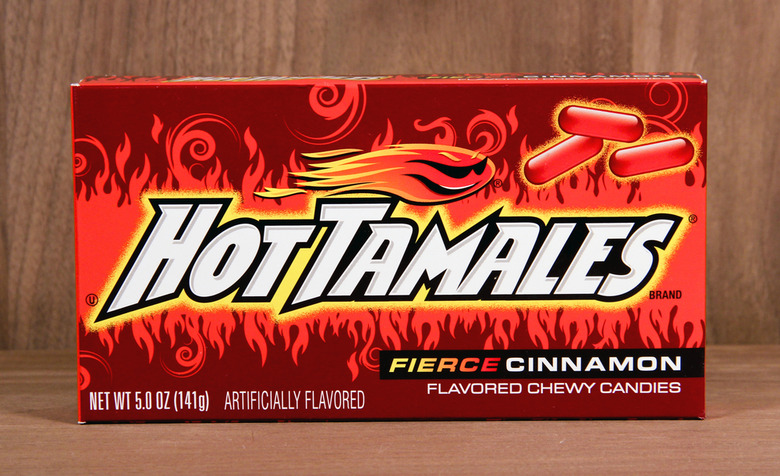 HOT TAMALES
®
®
Ⓤ
BRAND
FIERCE CINNAMON
FLAVORED CHEWY CANDIES
NET WT 5.0 OZ (141g) ARTIFICIALLY FLAVORED